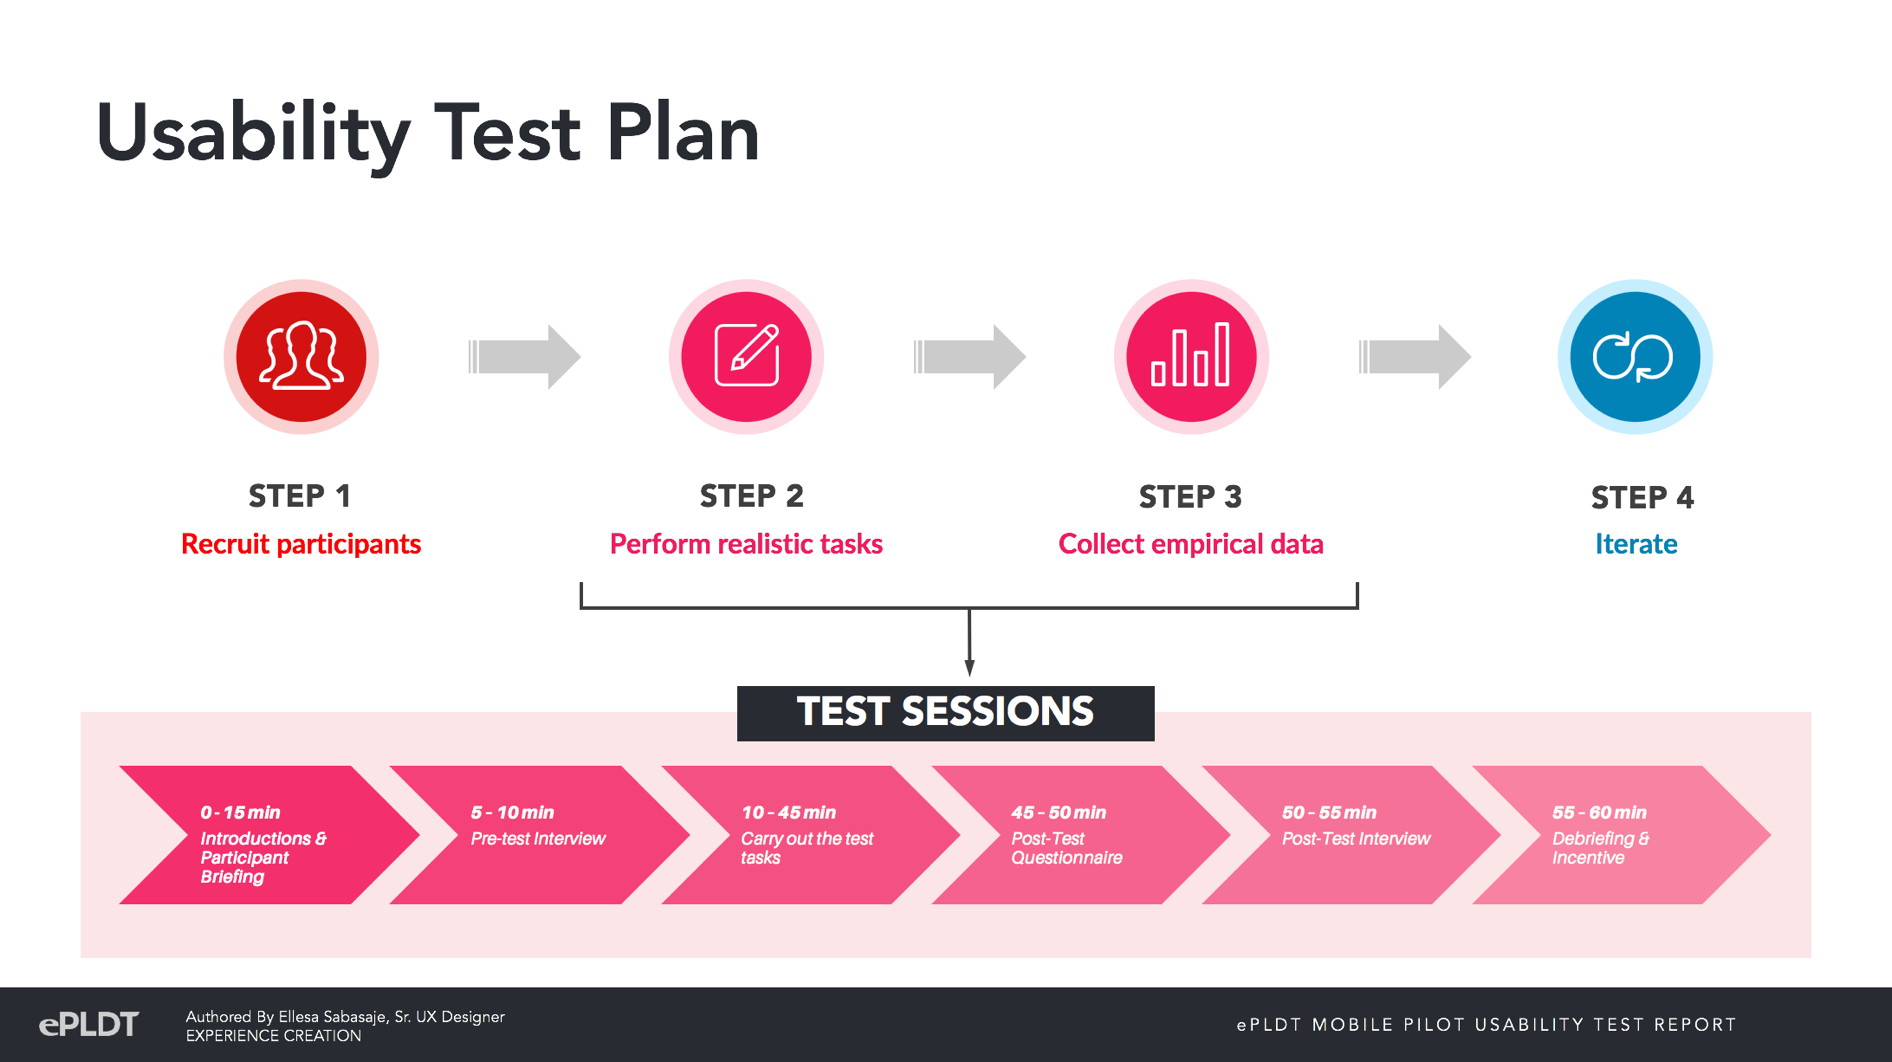 Usability Test Plan
STEP 1
Recruit participants
STEP 2
Perform realistic tasks
STEP 3
Collect empirical data
STEP 4
Iterate
TEST SESSIONS
0 - 15 min
Introductions &
Participant
Briefing
5 - 10 min
Pre-test Interview
10 - 45 min
Carry out the test
tasks
45 - 50 min
Post-Test
Questionnaire
50 - 55 min
Post-Test Interview
55 - 60 min
Debriefing &
Incentive
ePLDT
Authored By Ellesa Sabasaje, Sr. UX Designer
EXPERIENCE CREATION
ePLDT MOBILE PILOT USABILITY TEST REPORT